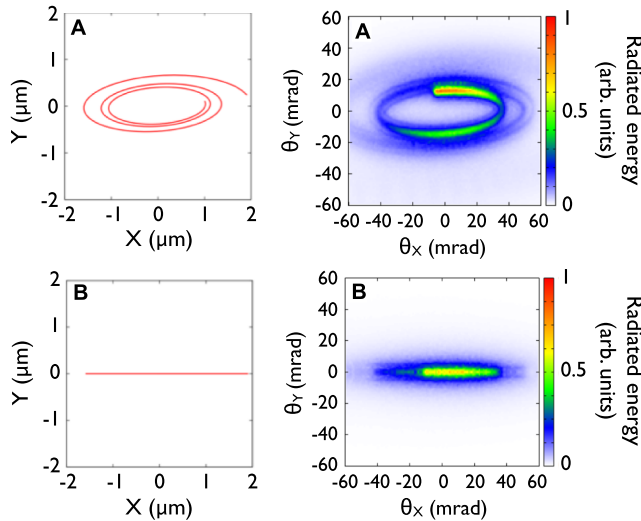 A
Y (μm)
2
1
0
-1
-2
-2
-1
0
1
2
X (μm)
A
θY (mrad)
60
40
20
0
-20
-40
-60
-60 -40 -20 0 20 40 60
θX (mrad)
1
0.5
0
Radiated energy
(arb. units)
B
Y (μm)
2
1
0
-1
-2
-2
-1
0
1
2
X (μm)
B
θY (mrad)
60
40
20
0
-20
-40
-60
-60 -40 -20 0 20 40 60
θX (mrad)
1
0.5
0
Radiated energy
(arb. units)